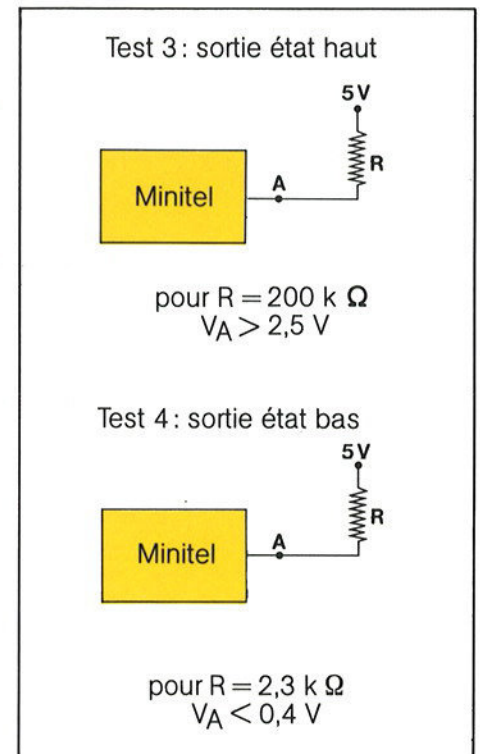 Test 3 : sortie état haut
5V
R
A
Minitel
pour R = 200 k Ω
VA > 2,5 V
Test 4 : sortie état bas
5V
R
A
Minitel
pour R = 2,3 k Ω
VA < 0,4 V